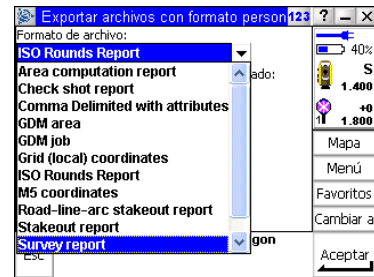 Exportar archivos con formato person 123 ? – X
Formato de archivo:
ISO Rounds Report
40%
Area computation report
ado:
Check shot report
S
Comma Delimited with attributes
1.400
GDM area
GDM job
+0
Grid (local) coordinates
1 1.800
ISO Rounds Report
Mapa
M5 coordinates
Menú
Road-line-arc stakeout report
Favoritos
Stakeout report
Cambiar a
Survey report
gon
Esc
Aceptar